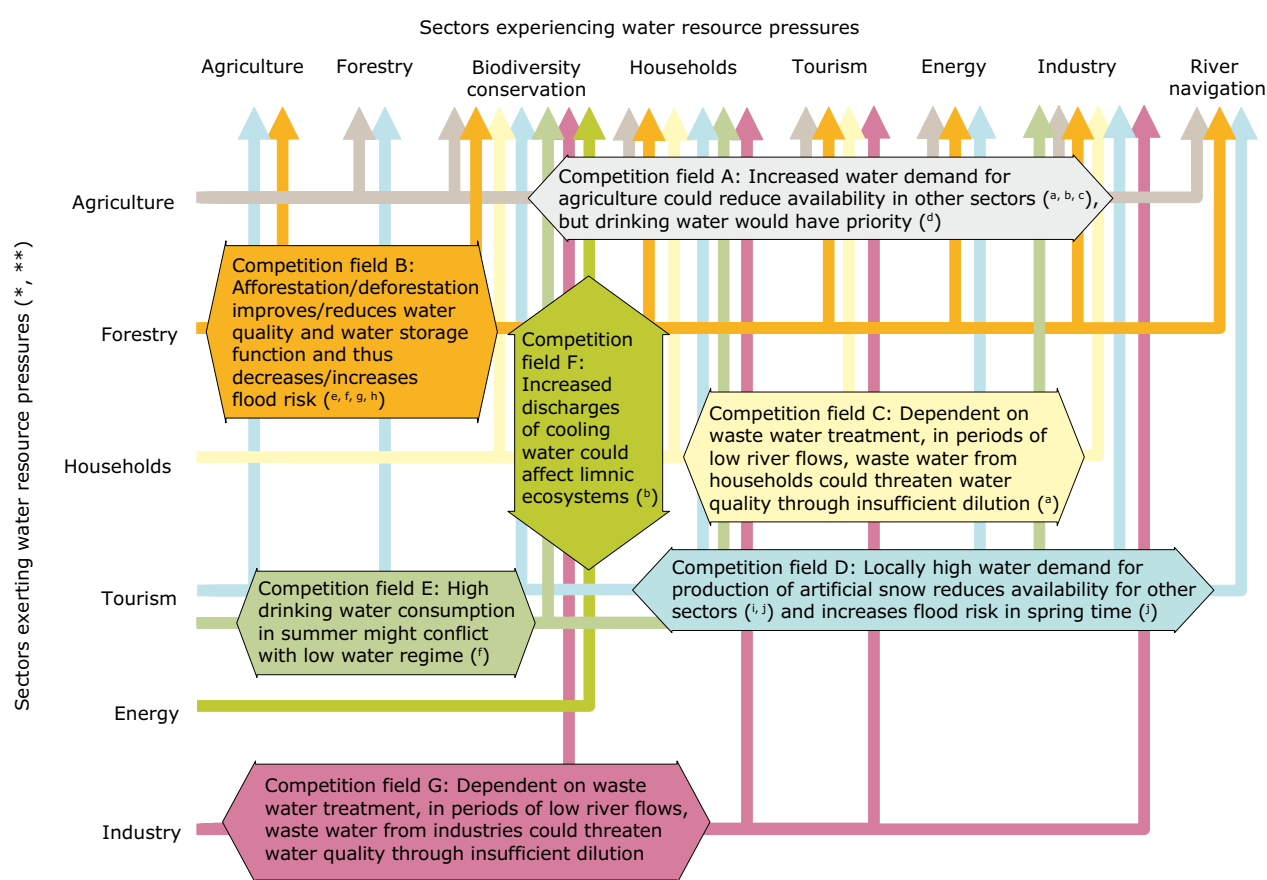 Sectors experiencing water resource pressures
Agriculture
Forestry
Biodiversity
conservation
Households
Tourism
Energy
Industry
River
navigation
Sectors exerting water resource pressures (*, **)
Agriculture
Competition field A: Increased water demand for
agriculture could reduce availability in other sectors (a, b, c),
but drinking water would have priority (d)
Forestry
Competition field B:
Afforestation/deforestation
improves/reduces water
quality and water storage
function and thus
decreases/increases
flood risk (e, f, g, h)
Competition
field F:
Increased
discharges
of cooling
water could
affect limnic
ecosystems (b)
Households
Competition field C: Dependent on
waste water treatment, in periods of
low river flows, waste water from
households could threaten water
quality through insufficient dilution (a)
Tourism
Competition field D: Locally high water demand for
production of artificial snow reduces availability for other
sectors (i, j) and increases flood risk in spring time (j)
Competition field E: High
drinking water consumption
in summer might conflict
with low water regime (f)
Energy
Industry
Competition field G: Dependent on waste
water treatment, in periods of low river flows,
waste water from industries could threaten
water quality through insufficient dilution